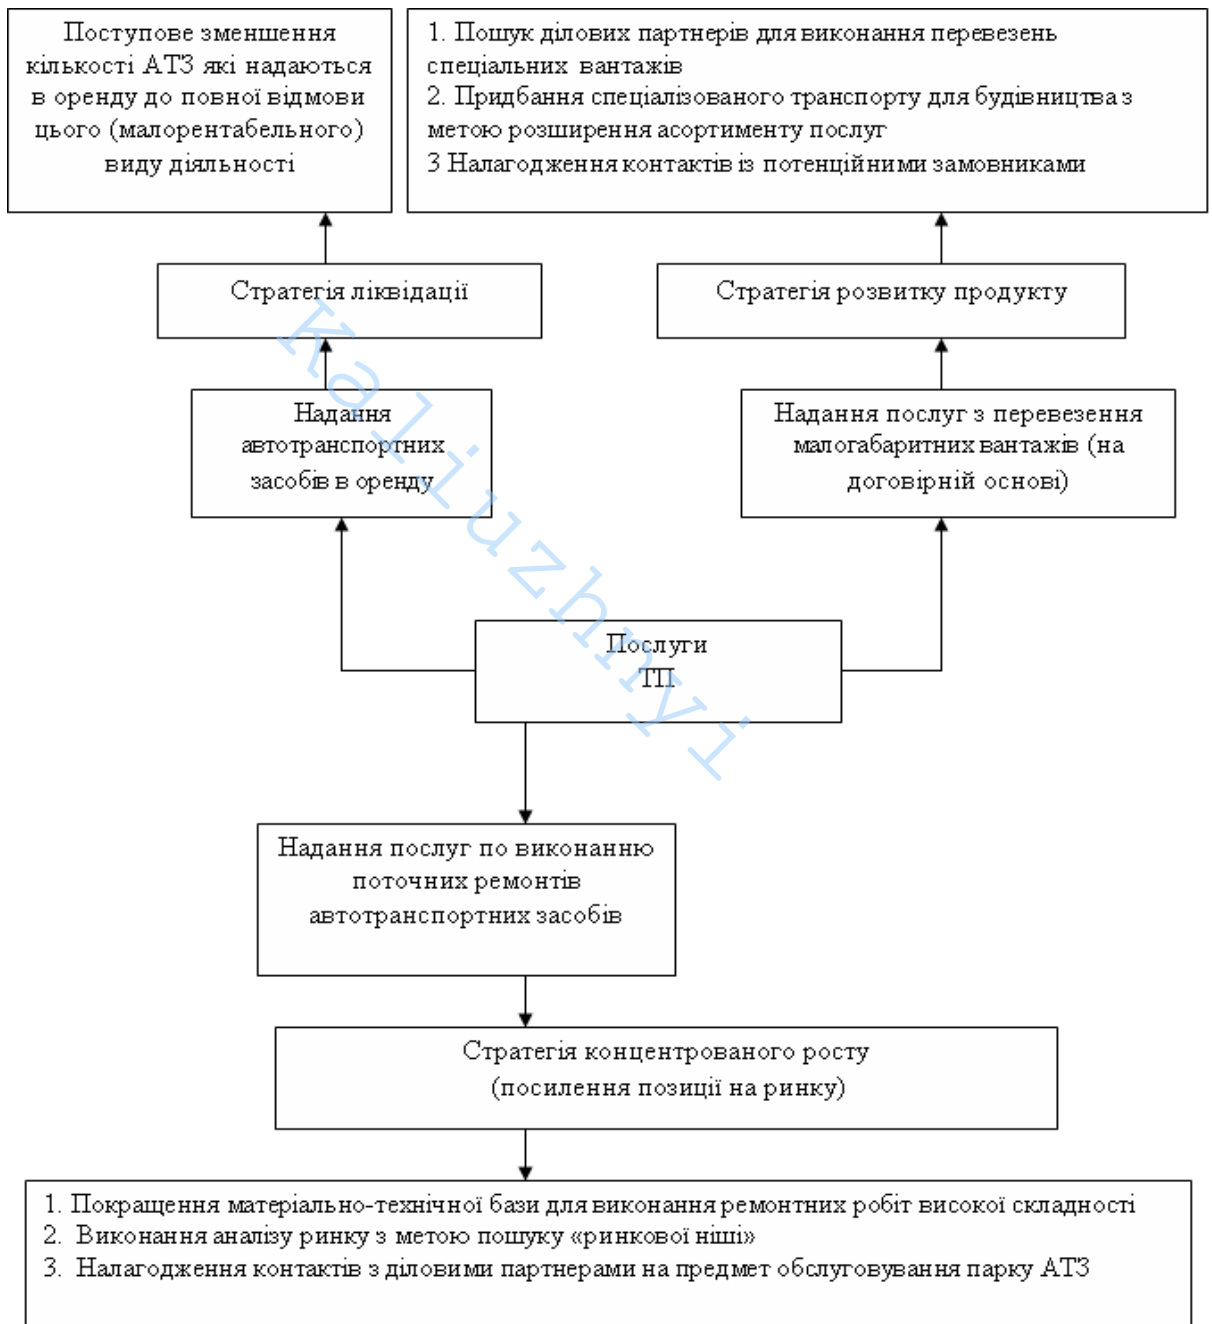 Поступове зменшення
кількості АТЗ які надаються
в оренду до повної відмови
цього (малорентабельного)
виду діяльності
1. Пошук ділових партнерів для виконання перевезень
спеціальних вантажів
2. Придбання спеціалізованого транспорту для будівництва з
метою розширення асортименту послуг
3 Налагодження контактів із потенційними замовниками
Стратегія ліквідації
Стратегія розвитку продукту
Надання
автотранспортних
засобів в оренду
Надання послуг з перевезення
малогабаритних вантажів (на
договірній основі)
Послуги
ТП
Надання послуг по виконанню
поточних ремонтів
автотранспортних засобів
Стратегія концентрованого росту
(посилення позиції на ринку)
1. Покращення матеріально-технічної бази для виконання ремонтних робіт високої складності
2. Виконання аналізу ринку з метою пошуку «ринкової ніші»
3. Налагодження контактів з діловими партнерами на предмет обслуговування парку АТЗ
Kaliuzhnyi